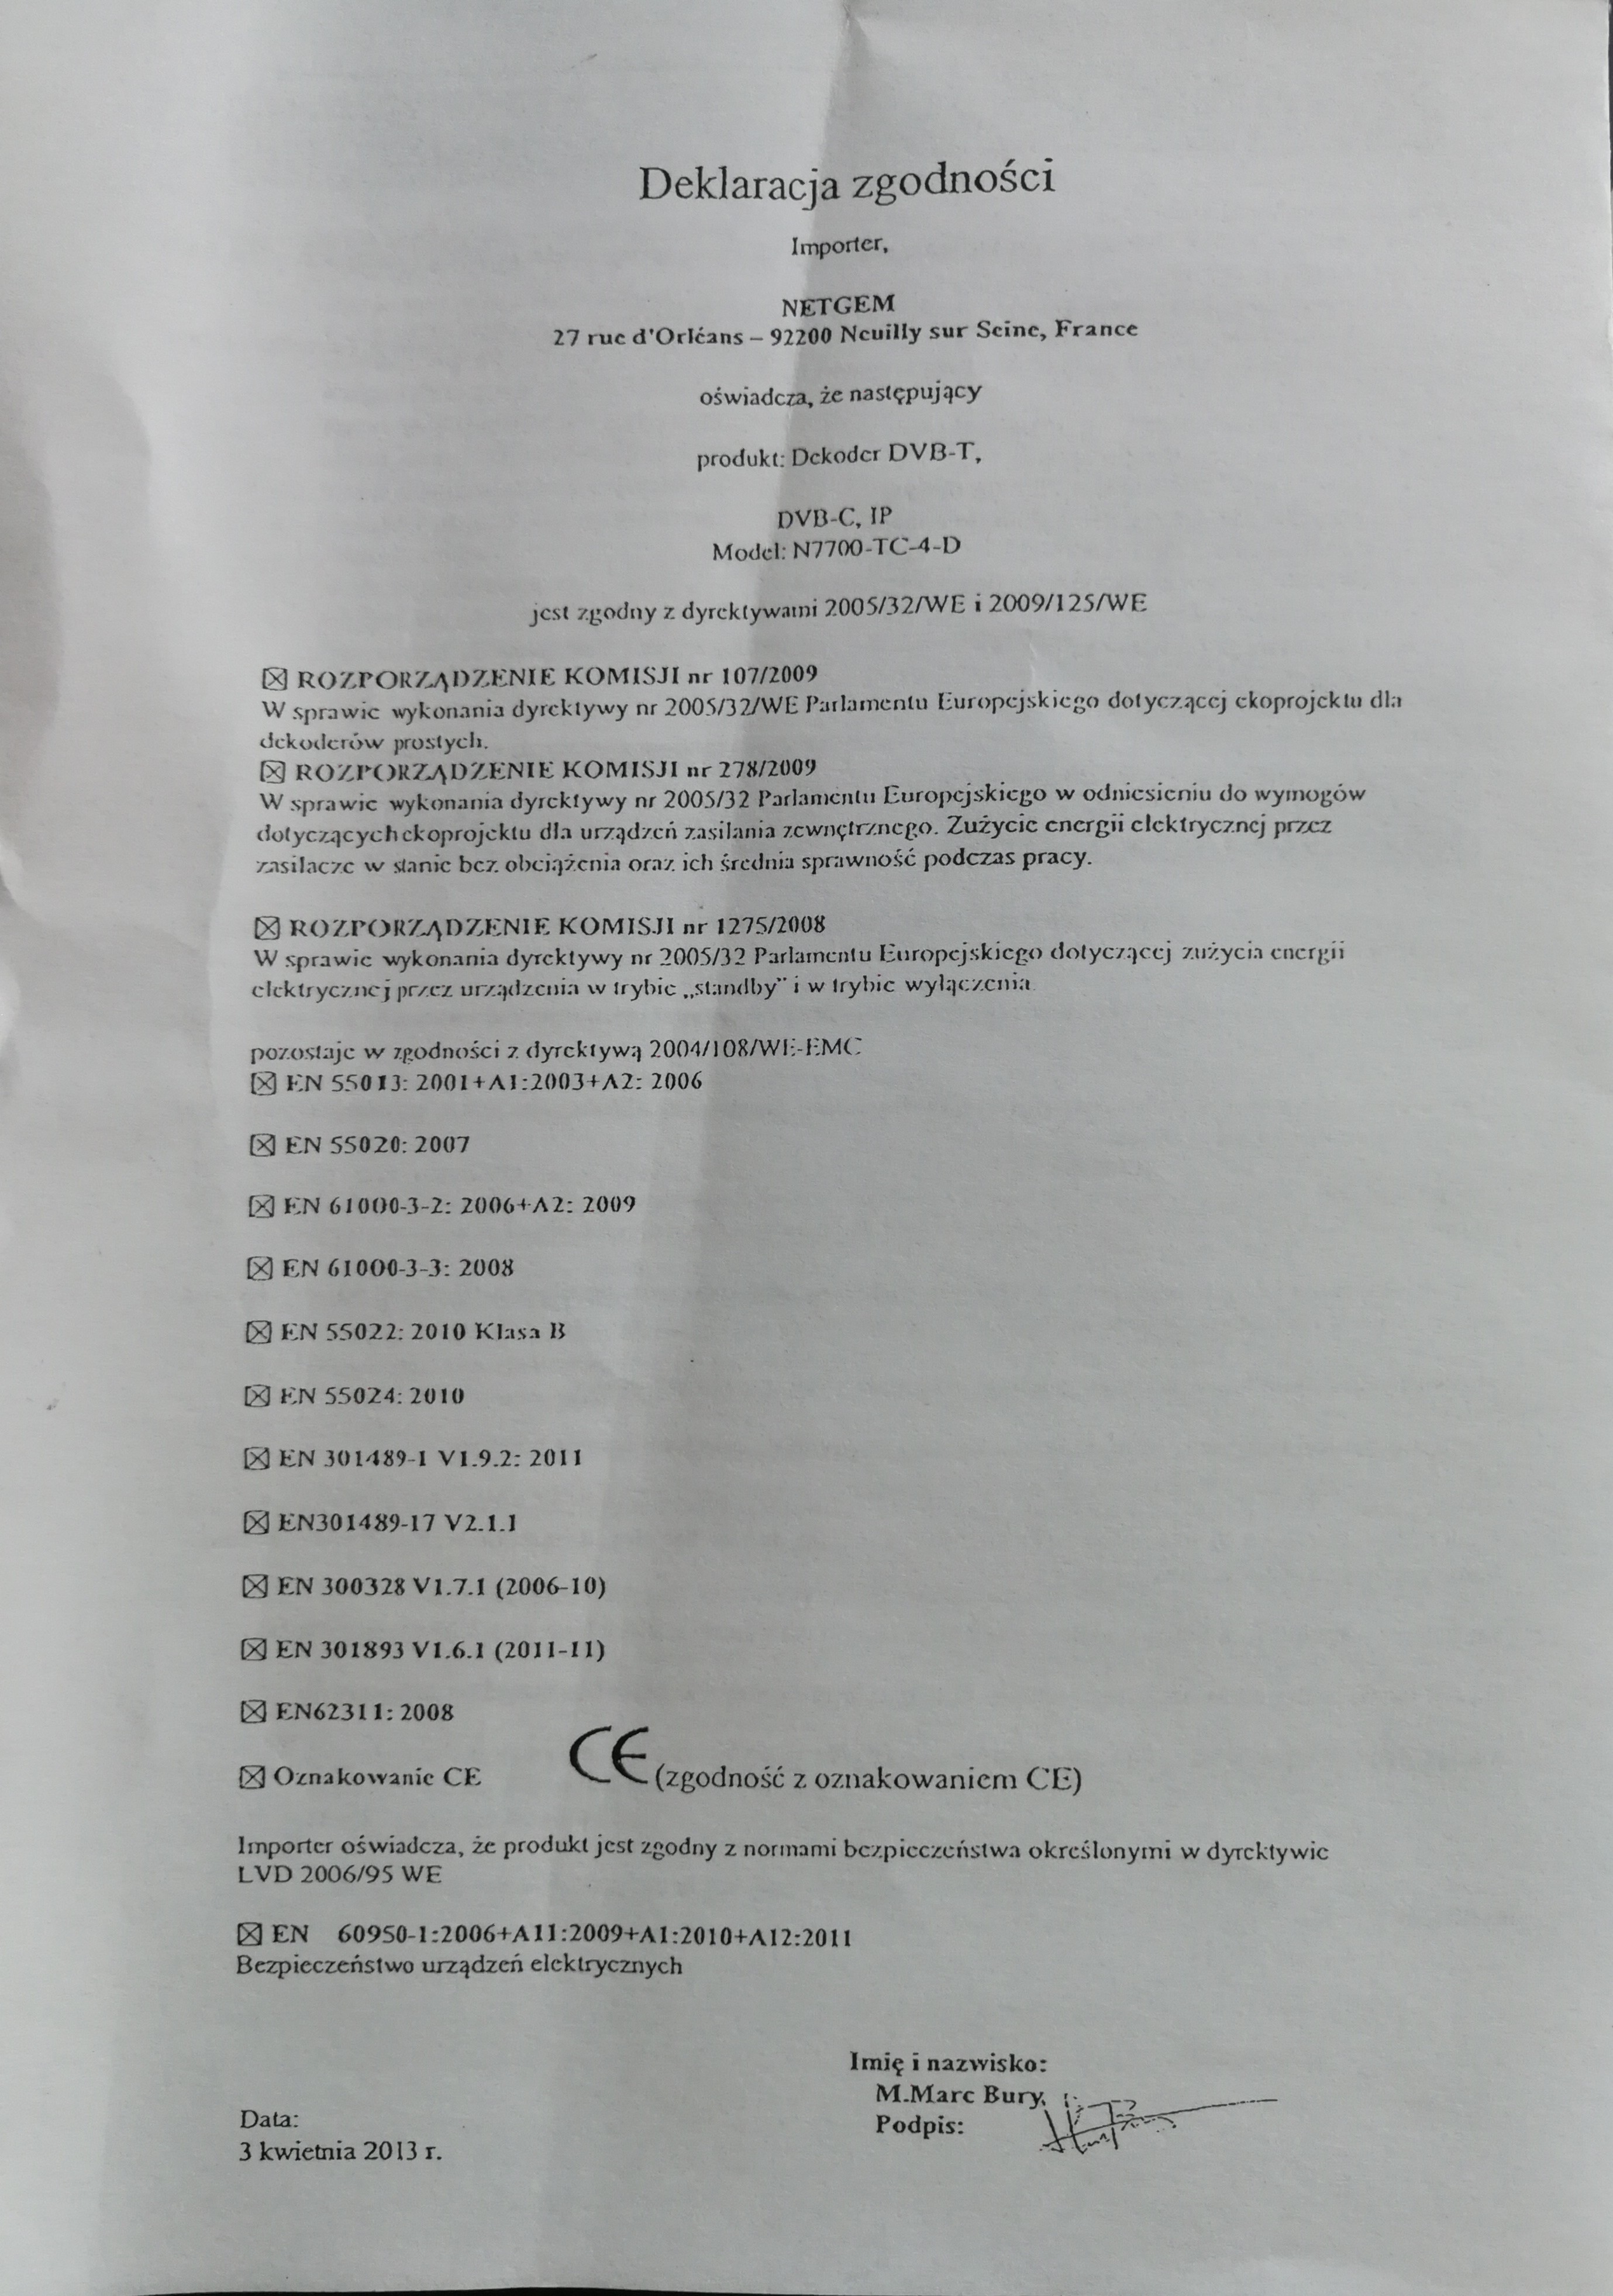 Deklaracja zgodności
Importer,
NETGEM
27 rue d'Orléans – 92200 Neuilly sur Seine, France
oświadcza, że następujący
produkt: Dekoder DVB-T,
DVB-C, IP
Model: N7700-TC-4-D
jest zgodny z dyrektywami 2005/32/WE i 2009/125/WE
☒ ROZPORZĄDZENIE KOMISJI nr 107/2009
W sprawie wykonania dyrektywy nr 2005/32/WE Parlamentu Europejskiego dotyczącej ekoprojektu dla
dekoderów prostych.
☒ ROZPORZĄDZENIE KOMISJI nr 278/2009
W sprawie wykonania dyrektywy nr 2005/32 Parlamentu Europejskiego w odniesieniu do wymogów
dotyczących ekoprojektu dla urządzeń zasilania zewnętrznego. Zużycie energii elektrycznej przez
zasilacze w stanie bez obciążenia oraz ich średnia sprawność podczas pracy.
☒ ROZPORZĄDZENIE KOMISJI nr 1275/2008
W sprawie wykonania dyrektywy nr 2005/32 Parlamentu Europejskiego dotyczącej zużycia energii
elektrycznej przez urządzenia w trybie „standby" i w trybie wyłączenia
pozostaje w zgodności z dyrektywą 2004/108/WE-EMC
☒ EN 55013: 2001+A1:2003+A2: 2006
☒ EN 55020: 2007
☒ EN 61000-3-2: 2006+A2: 2009
☒ EN 61000-3-3: 2008
☒ EN 55022: 2010 Klasa B
☒ EN 55024: 2010
☒ EN 301489-1 V1.9.2: 2011
☒ EN301489-17 V2.1.1
☒ EN 300328 V1.7.1 (2006-10)
☒ EN 301893 V1.6.1 (2011-11)
☒ EN62311: 2008
☒ Oznakowanie CE CE (zgodność z oznakowaniem CE)
Importer oświadcza, że produkt jest zgodny z normami bezpieczeństwa określonymi w dyrektywie
LVD 2006/95 WE
☒ EN 60950-1:2006+A11:2009+A1:2010+A12:2011
Bezpieczeństwo urządzeń elektrycznych
Imię i nazwisko:
M.Marc Bury,
Podpis:
Data:
3 kwietnia 2013 r.